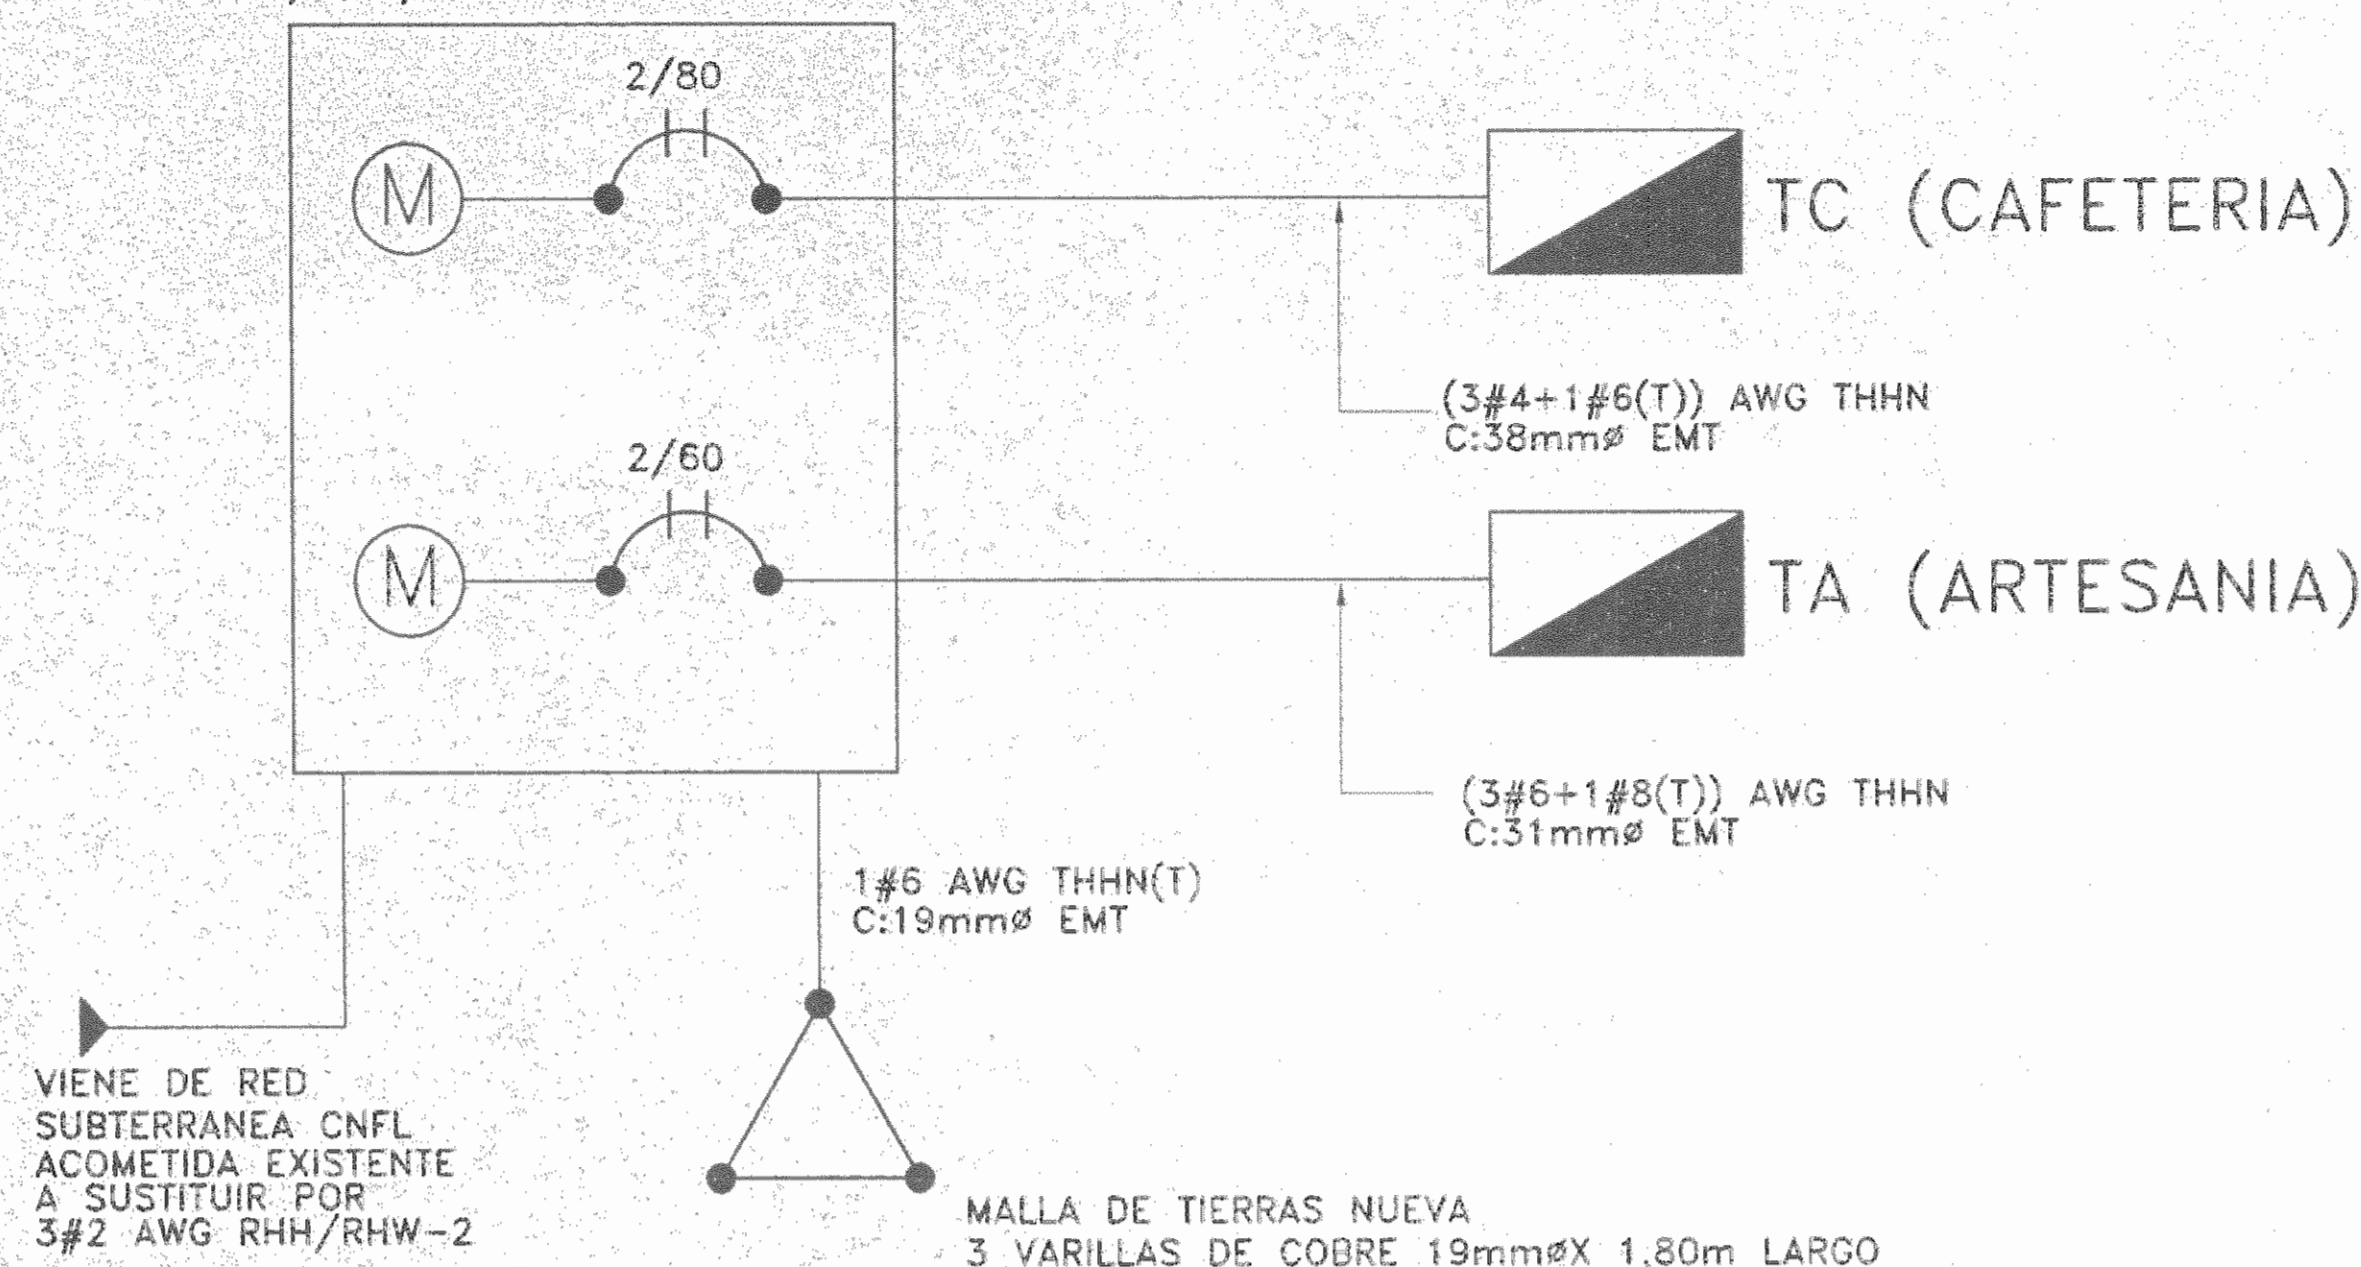 2/80
M
TC (CAFETERIA)
(3#4+1#6(T)) AWG THHN
C:38mmø EMT
2/60
M
TA (ARTESANIA)
(3#6+1#8(T)) AWG THHN
C:31mmø EMT
1#6 AWG THHN(T)
C:19mmø EMT
VIENE DE RED
SUBTERRANEA CNFL
ACOMETIDA EXISTENTE
A SUSTITUIR POR
3#2 AWG RHH/RHW-2
MALLA DE TIERRAS NUEVA
3 VARILLAS DE COBRE 19mmøX 1.80m LARGO